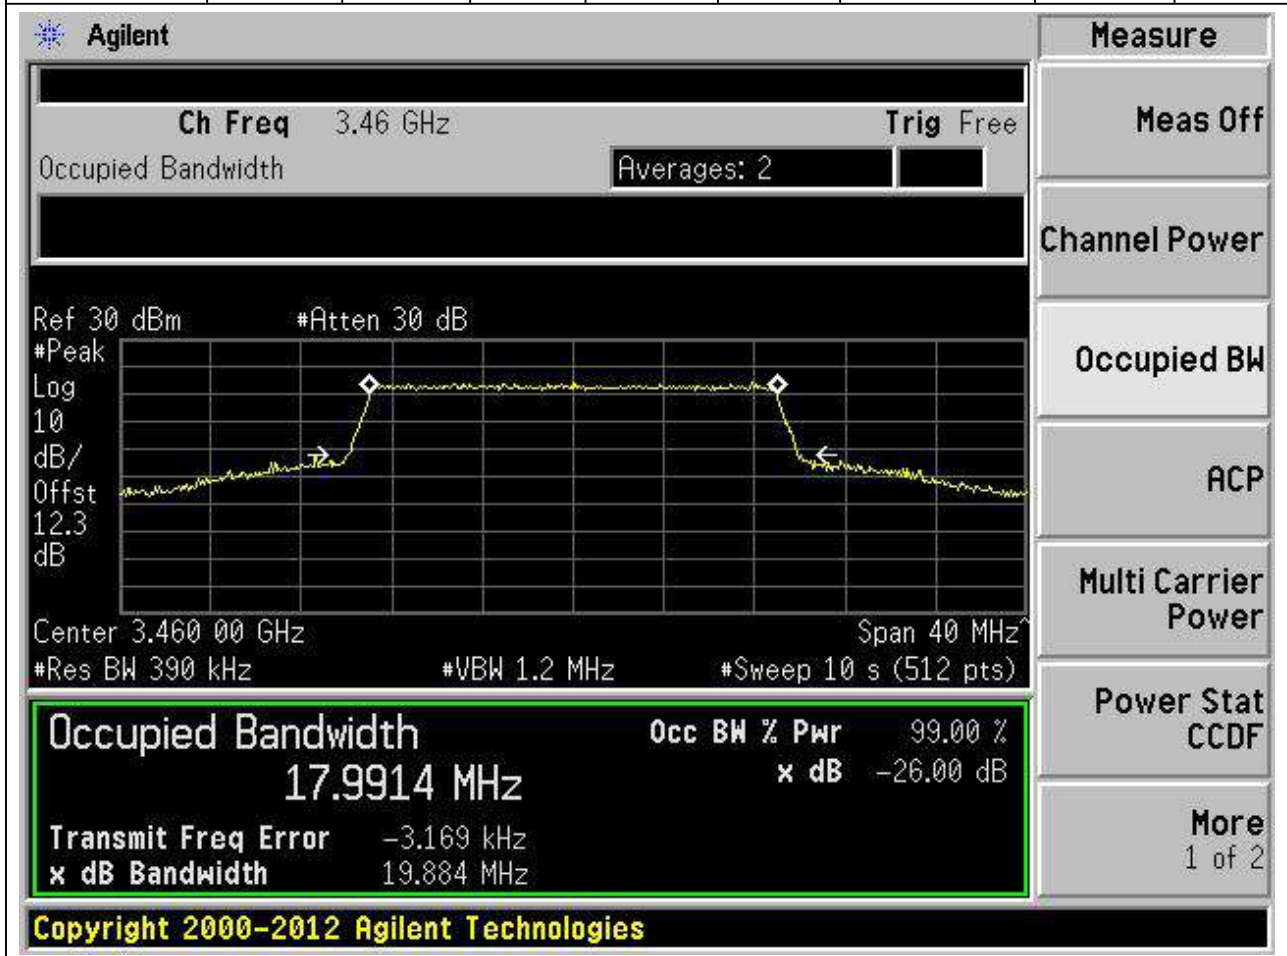 Agilent
Measure
Ch Freq 3.46 GHz Trig Free
Occupied Bandwidth Averages: 2
Ref 30 dBm #Atten 30 dB
#Peak
Log
10
dB/
Offst
12.3
dB
Center 3.460 00 GHz Span 40 MHz^
#Res BW 390 kHz #VBW 1.2 MHz #Sweep 10 s (512 pts)
Occupied Bandwidth Occ BW % Pwr 99.00 %
17.9914 MHz x dB -26.00 dB
Transmit Freq Error -3.169 kHz
x dB Bandwidth 19.884 MHz
Meas Off
Channel Power
Occupied BW
ACP
Multi Carrier
Power
Power Stat
CCDF
More
1 of 2
Copyright 2000-2012 Agilent Technologies